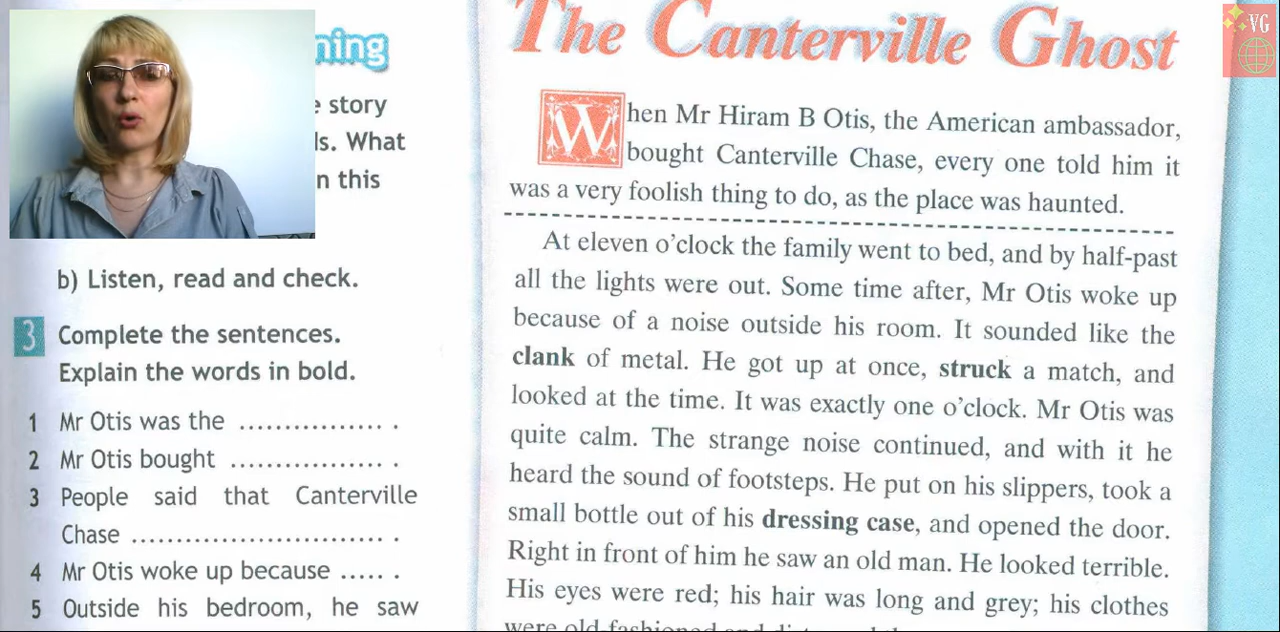 ning
story
ls. What
n this
b) Listen, read and check.
3 Complete the sentences.
Explain the words in bold.
1 Mr Otis was the ................ .
2 Mr Otis bought ................. .
3 People said that Canterville
Chase ............................ .
4 Mr Otis woke up because ..... .
5 Outside his bedroom, he saw
The Canterville Ghost
When Mr Hiram B Otis, the American ambassador,
bought Canterville Chase, every one told him it
was a very foolish thing to do, as the place was haunted.
At eleven o'clock the family went to bed, and by half-past
all the lights were out. Some time after, Mr Otis woke up
because of a noise outside his room. It sounded like the
clank of metal. He got up at once, struck a match, and
looked at the time. It was exactly one o'clock. Mr Otis was
quite calm. The strange noise continued, and with it he
heard the sound of footsteps. He put on his slippers, took a
small bottle out of his dressing case, and opened the door.
Right in front of him he saw an old man. He looked terrible.
His eyes were red; his hair was long and grey; his clothes
were old-fashioned and
VG